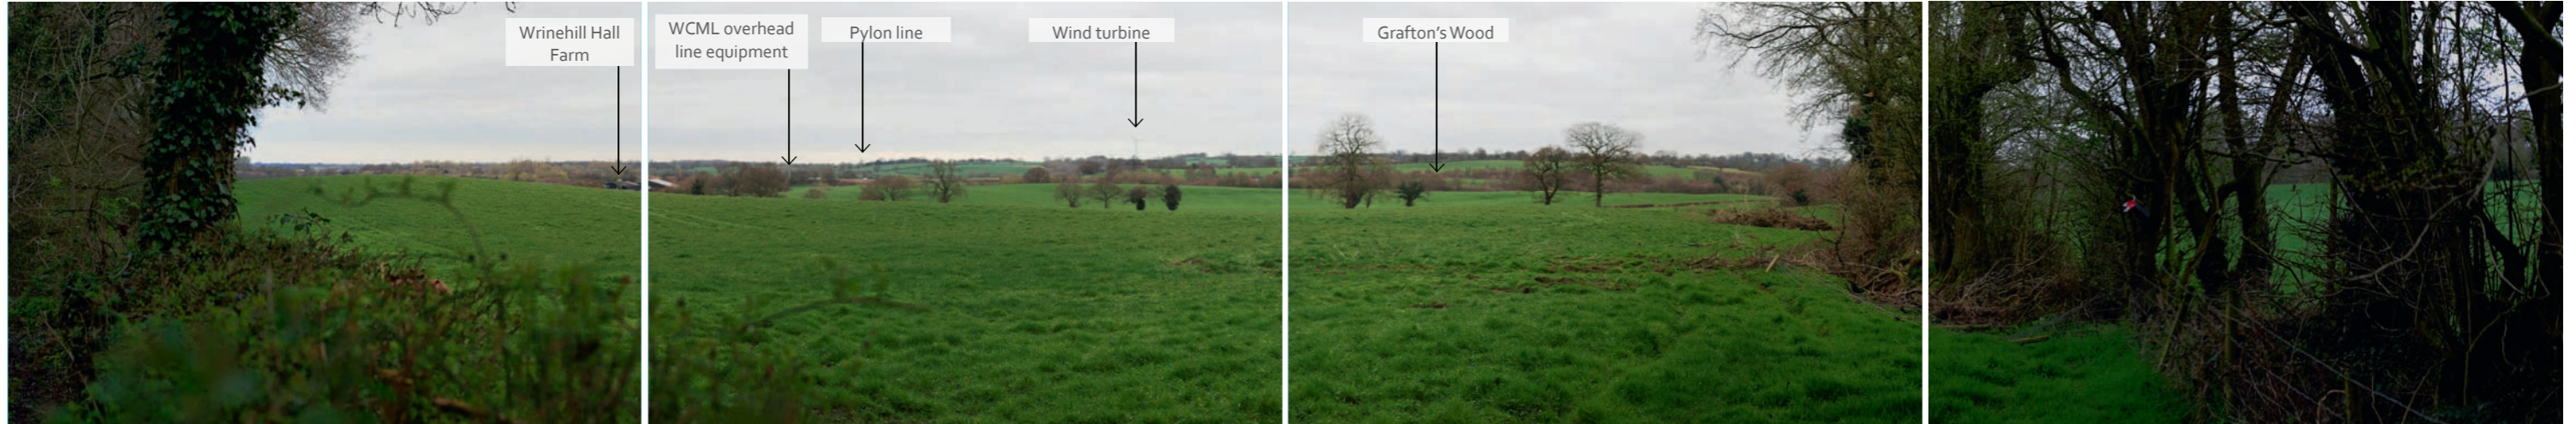 Wrinehill Hall
Farm
WCML overhead
line equipment
Pylon line
Wind turbine
Grafton's Wood